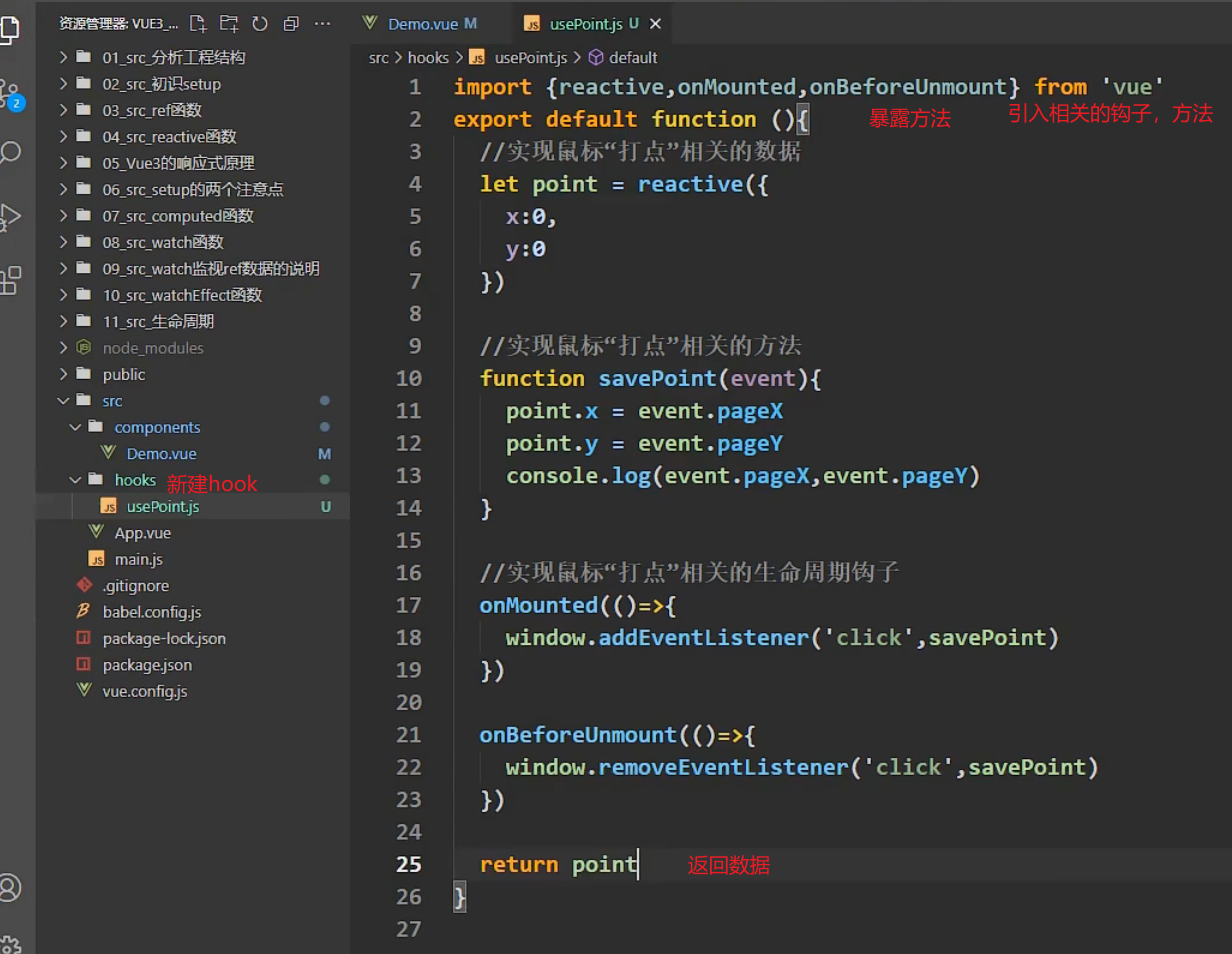 资源管理器: VUE3_... ···
01_src_分析工程结构
02_src_初识setup
03_src_ref函数
04_src_reactive函数
05_Vue3的响应式原理
06_src_setup的两个注意点
07_src_computed函数
08_src_watch函数
09_src_watch监视ref数据的说明
10_src_watchEffect函数
11_src_生命周期
node_modules
public
src
components
Demo.vue M
hooks 新建hook
JS usePoint.js U
App.vue
JS main.js
.gitignore
babel.config.js
package-lock.json
package.json
vue.config.js
2
Demo.vue M JS usePoint.js U
src > hooks > JS usePoint.js > default
1 import {reactive,onMounted,onBeforeUnmount} from 'vue'
2 export default function (){ 暴露方法 引入相关的钩子，方法
3 //实现鼠标“打点”相关的数据
4 let point = reactive({
5 x:0,
6 y:0
7 })
8
9 //实现鼠标“打点”相关的方法
10 function savePoint(event){
11 point.x = event.pageX
12 point.y = event.pageY
13 console.log(event.pageX,event.pageY)
14 }
15
16 //实现鼠标“打点”相关的生命周期钩子
17 onMounted(()=>{
18 window.addEventListener('click',savePoint)
19 })
20
21 onBeforeUnmount(()=>{
22 window.removeEventListener('click',savePoint)
23 })
24
25 return point 返回数据
26 }
27